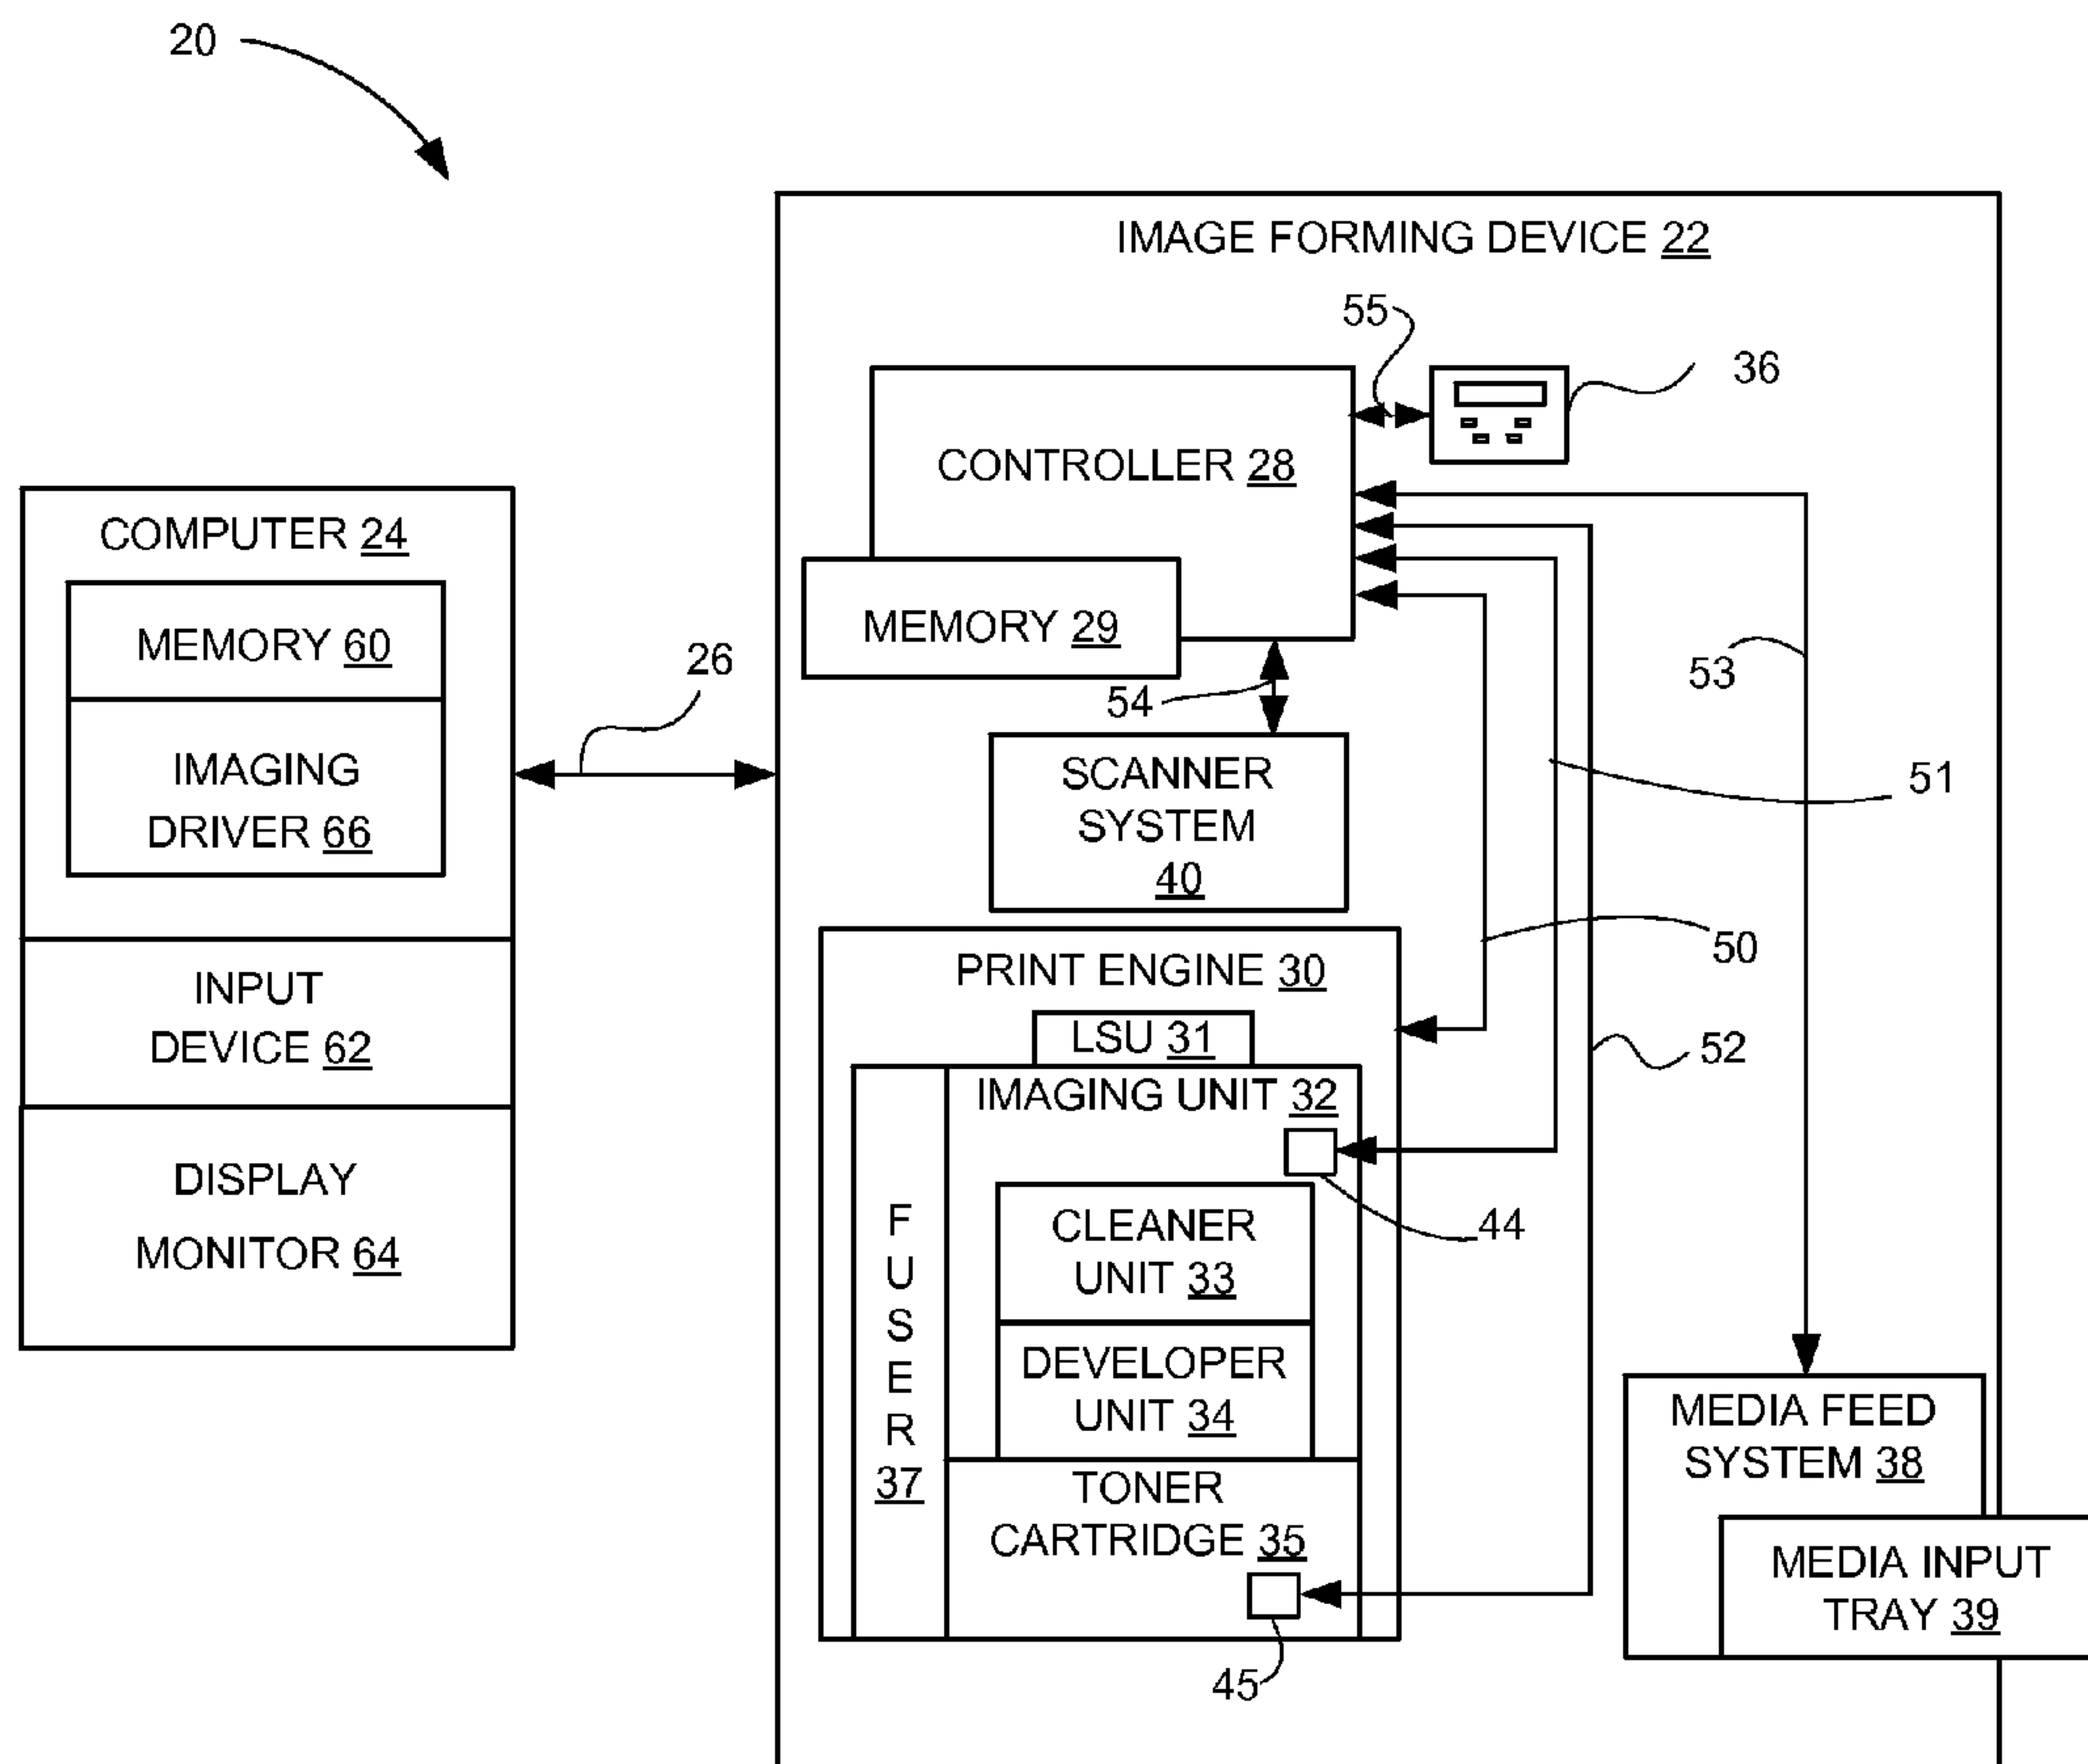 20
IMAGE FORMING DEVICE 22
55
36
CONTROLLER 28
COMPUTER 24
MEMORY 29
MEMORY 60
26
54
53
IMAGING
DRIVER 66
SCANNER
SYSTEM
40
51
50
PRINT ENGINE 30
INPUT
DEVICE 62
LSU 31
52
IMAGING UNIT 32
DISPLAY
MONITOR 64
F
U
S
E
R
37
CLEANER
UNIT 33
44
DEVELOPER
UNIT 34
MEDIA FEED
SYSTEM 38
TONER
CARTRIDGE 35
MEDIA INPUT
TRAY 39
45